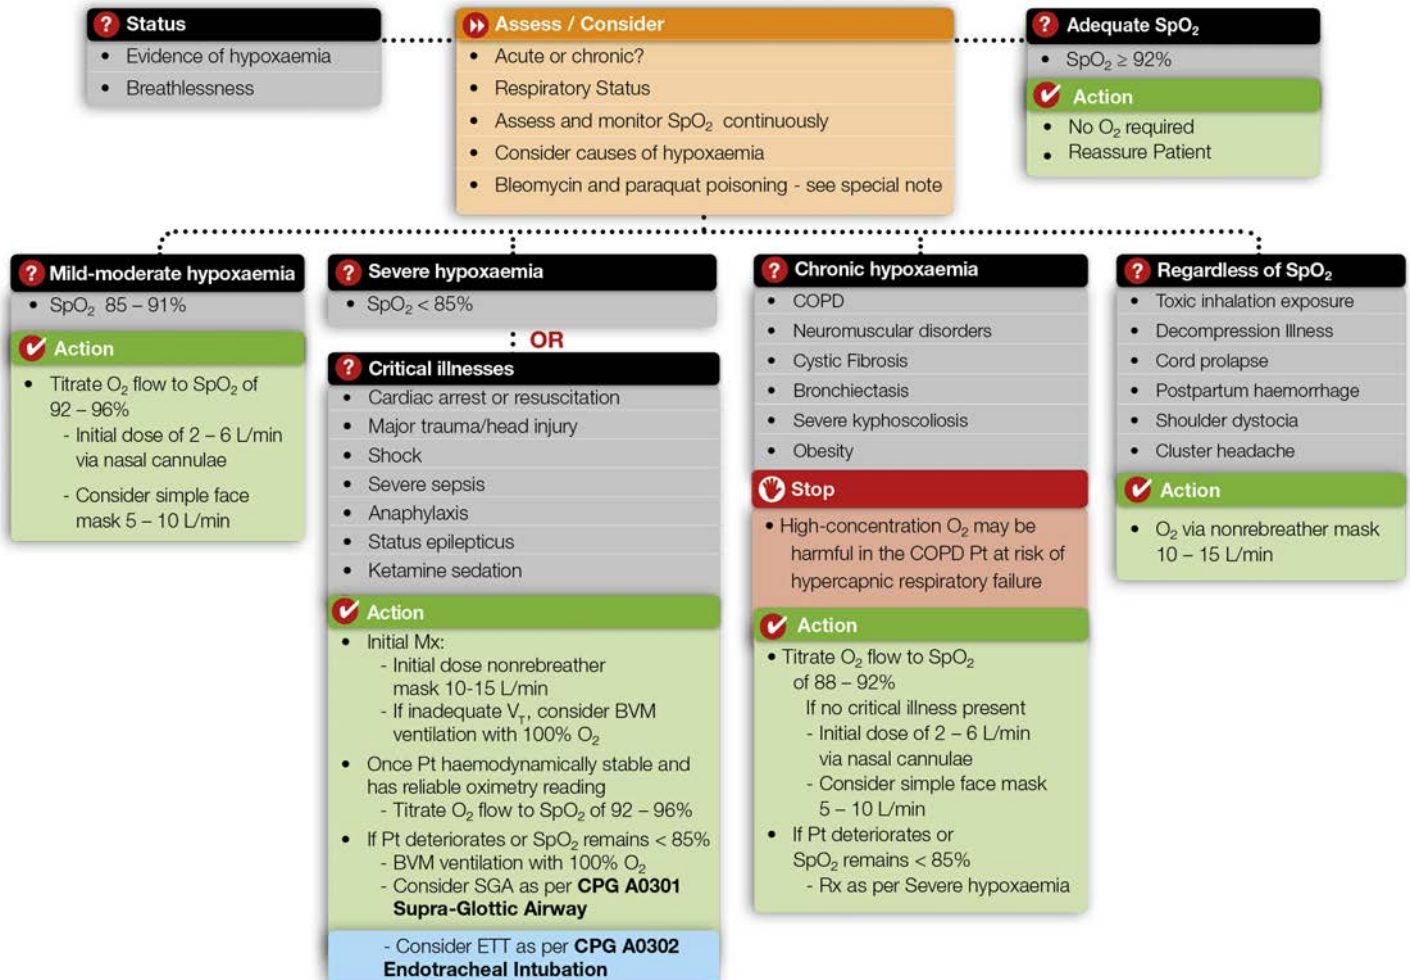 Status
• Evidence of hypoxaemia
• Breathlessness
Assess / Consider
• Acute or chronic?
• Respiratory Status
• Assess and monitor SpO₂ continuously
• Consider causes of hypoxaemia
• Bleomycin and paraquat poisoning - see special note
Adequate SpO₂
• SpO₂ ≥ 92%
Action
• No O₂ required
• Reassure Patient
Mild-moderate hypoxaemia
• SpO₂ 85 – 91%
Action
• Titrate O₂ flow to SpO₂ of
92 – 96%
- Initial dose of 2 – 6 L/min
via nasal cannulae
- Consider simple face
mask 5 – 10 L/min
Severe hypoxaemia
• SpO₂ < 85%
OR
Critical illnesses
• Cardiac arrest or resuscitation
• Major trauma/head injury
• Shock
• Severe sepsis
• Anaphylaxis
• Status epilepticus
• Ketamine sedation
Action
• Initial Mx:
- Initial dose nonrebreather
mask 10-15 L/min
- If inadequate V_T, consider BVM
ventilation with 100% O₂
• Once Pt haemodynamically stable and
has reliable oximetry reading
- Titrate O₂ flow to SpO₂ of 92 – 96%
• If Pt deteriorates or SpO₂ remains < 85%
- BVM ventilation with 100% O₂
- Consider SGA as per CPG A0301
Supra-Glottic Airway
- Consider ETT as per CPG A0302
Endotracheal Intubation
Chronic hypoxaemia
• COPD
• Neuromuscular disorders
• Cystic Fibrosis
• Bronchiectasis
• Severe kyphoscoliosis
• Obesity
Stop
• High-concentration O₂ may be
harmful in the COPD Pt at risk of
hypercapnic respiratory failure
Action
• Titrate O₂ flow to SpO₂
of 88 – 92%
If no critical illness present
- Initial dose of 2 – 6 L/min
via nasal cannulae
- Consider simple face mask
5 – 10 L/min
• If Pt deteriorates or
SpO₂ remains < 85%
- Rx as per Severe hypoxaemia
Regardless of SpO₂
• Toxic inhalation exposure
• Decompression Illness
• Cord prolapse
• Postpartum haemorrhage
• Shoulder dystocia
• Cluster headache
Action
• O₂ via nonrebreather mask
10 – 15 L/min